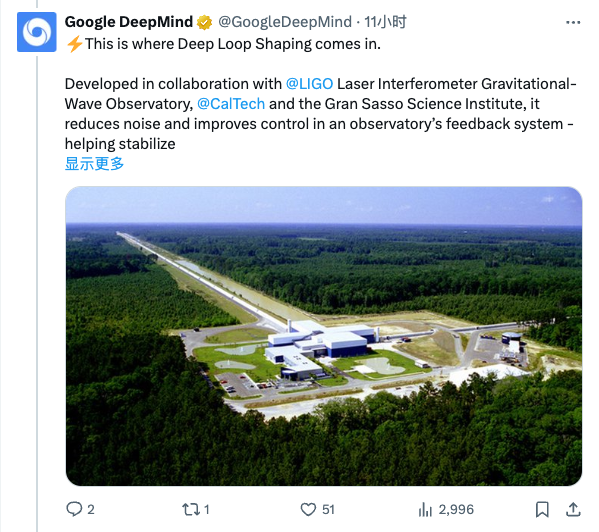 Google DeepMind @GoogleDeepMind · 11小时
⚡This is where Deep Loop Shaping comes in.
Developed in collaboration with @LIGO Laser Interferometer Gravitational-
Wave Observatory, @CalTech and the Gran Sasso Science Institute, it
reduces noise and improves control in an observatory’s feedback system -
helping stabilize
显示更多
2 1 51 2,996